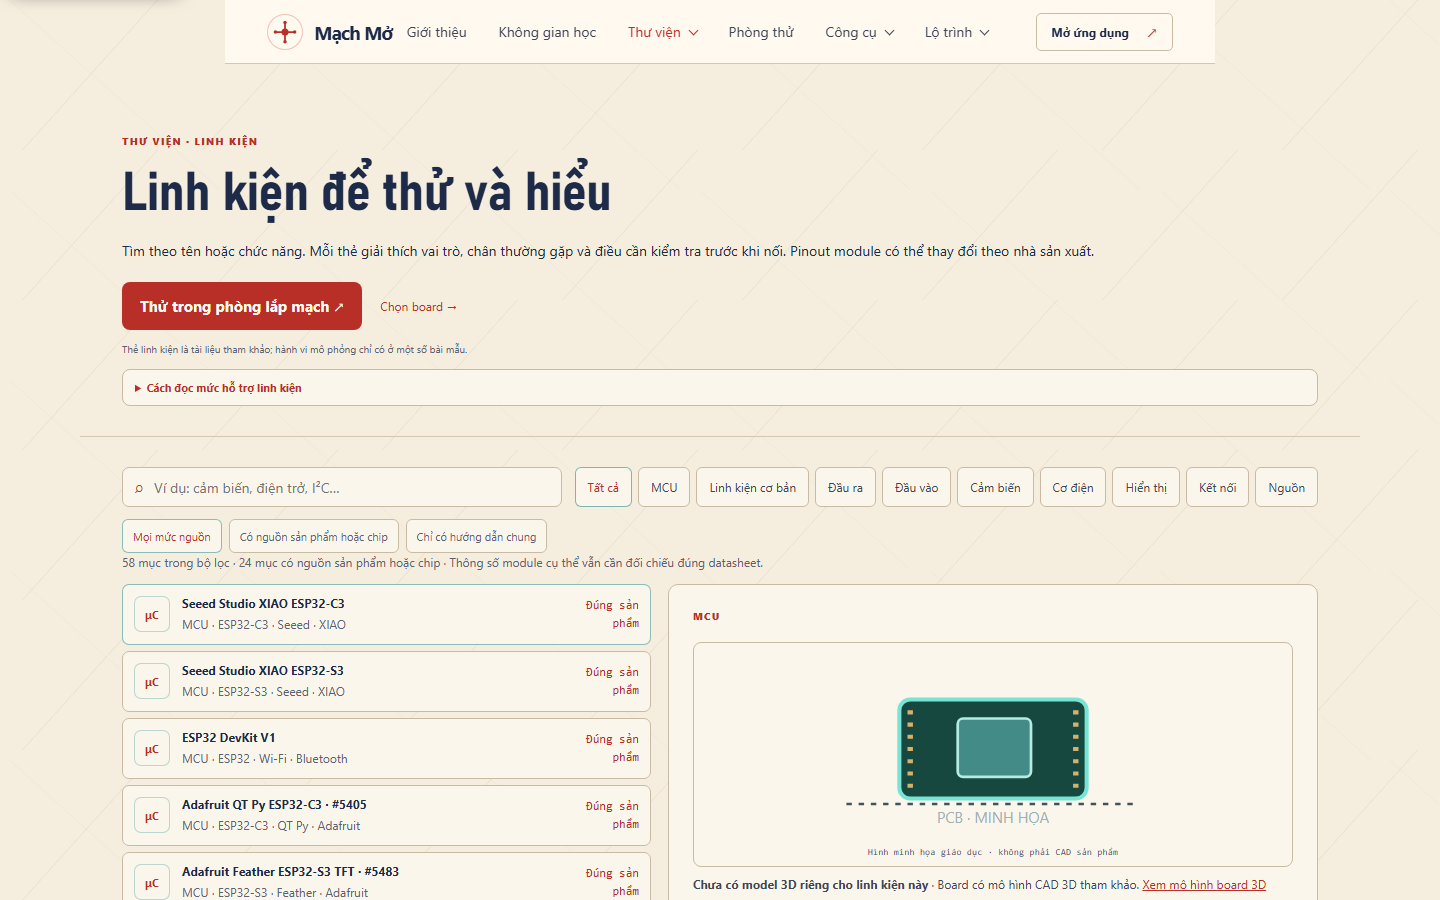 Mạch Mở
Giới thiệu
Không gian học
Thư viện
Phòng thử
Công cụ
Lộ trình
Mở ứng dụng ↗
THƯ VIỆN · LINH KIỆN
Linh kiện để thử và hiểu
Tìm theo tên hoặc chức năng. Mỗi thẻ giải thích vai trò, chân thường gặp và điều cần kiểm tra trước khi nối. Pinout module có thể thay đổi theo nhà sản xuất.
Thử trong phòng lắp mạch ↗
Chọn board →
Thẻ linh kiện là tài liệu tham khảo; hành vi mô phỏng chỉ có ở một số bài mẫu.
▶ Cách đọc mức hỗ trợ linh kiện
Ví dụ: cảm biến, điện trở, I²C...
Tất cả
MCU
Linh kiện cơ bản
Đầu ra
Đầu vào
Cảm biến
Cơ điện
Hiển thị
Kết nối
Nguồn
Mọi mức nguồn
Có nguồn sản phẩm hoặc chip
Chỉ có hướng dẫn chung
58 mục trong bộ lọc · 24 mục có nguồn sản phẩm hoặc chip · Thông số module cụ thể vẫn cần đối chiếu đúng datasheet.
µC
Seeed Studio XIAO ESP32-C3
MCU · ESP32-C3 · Seeed · XIAO
Đúng sản
phẩm
µC
Seeed Studio XIAO ESP32-S3
MCU · ESP32-S3 · Seeed · XIAO
Đúng sản
phẩm
µC
ESP32 DevKit V1
MCU · ESP32 · Wi-Fi · Bluetooth
Đúng sản
phẩm
µC
Adafruit QT Py ESP32-C3 · #5405
MCU · ESP32-C3 · QT Py · Adafruit
Đúng sản
phẩm
µC
Adafruit Feather ESP32-S3 TFT · #5483
MCU · ESP32-S3 · Feather · Adafruit
Đúng sản
phẩm
MCU
PCB · MINH HỌA
Hình minh họa giáo dục · không phải CAD sản phẩm
Chưa có model 3D riêng cho linh kiện này · Board có mô hình CAD 3D tham khảo. Xem mô hình board 3D